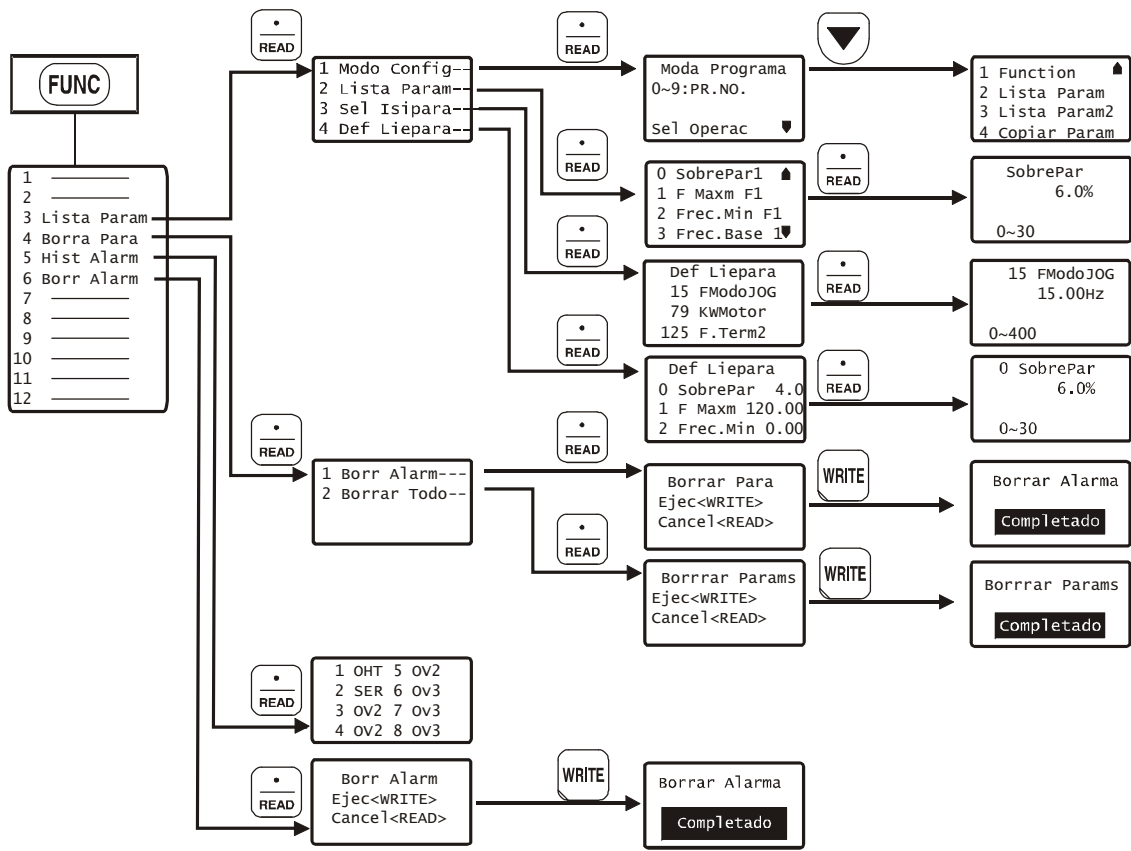 FUNC
1
2
3 Lista Param
4 Borra Para
5 Hist Alarm
6 Borr Alarm
7
8
9
10
11
12
•
READ
1 Modo Config--
2 Lista Param--
3 Sel Isipara--
4 Def Liepara--
•
READ
Moda Programa
0~9:PR.NO.
Sel Operac
1 Function
2 Lista Param
3 Lista Param2
4 Copiar Param
•
READ
0 SobrePar1
1 F Maxm F1
2 Frec.Min F1
3 Frec.Base 1
•
READ
SobrePar
6.0%
0~30
•
READ
Def Liepara
15 FModoJOG
79 KWMotor
125 F.Term2
•
READ
15 FModoJOG
15.00Hz
0~400
•
READ
Def Liepara
0 SobrePar 4.0
1 F Maxm 120.00
2 Frec.Min 0.00
•
READ
0 SobrePar
6.0%
0~30
•
READ
1 Borr Alarm---
2 Borrar Todo--
•
READ
Borrar Para
Ejec<WRITE>
Cancel<READ>
WRITE
Borrar Alarma
Completado
•
READ
Borrrar Params
Ejec<WRITE>
Cancel<READ>
WRITE
Borrrar Params
Completado
•
READ
1 OHT 5 OV2
2 SER 6 Ov3
3 OV2 7 Ov3
4 OV2 8 Ov3
•
READ
Borr Alarm
Ejec<WRITE>
Cancel<READ>
WRITE
Borrar Alarma
Completado